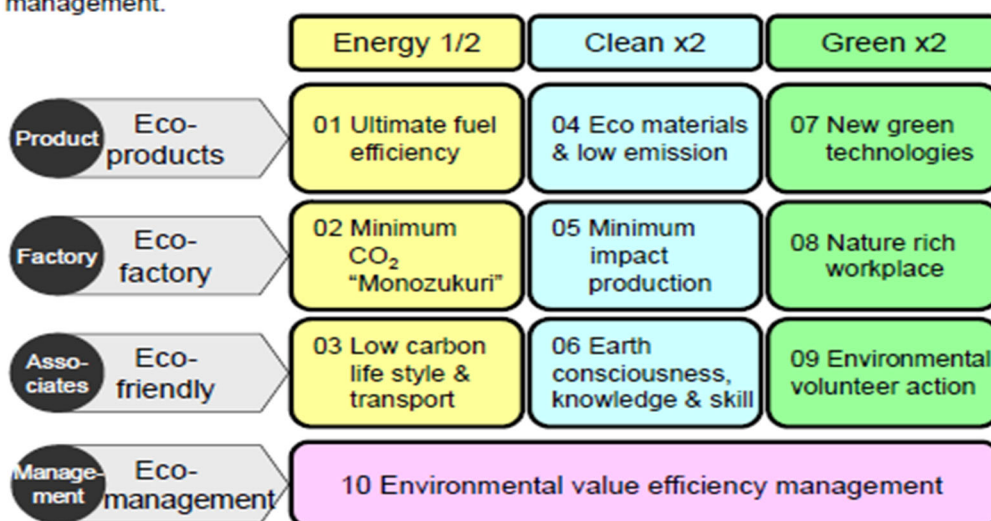 management.
Energy 1/2
Clean x2
Green x2
Product
Eco-
products
01 Ultimate fuel
efficiency
04 Eco materials
& low emission
07 New green
technologies
Factory
Eco-
factory
02 Minimum
CO₂
“Monozukuri”
05 Minimum
impact
production
08 Nature rich
workplace
Asso-
ciates
Eco-
friendly
03 Low carbon
life style &
transport
06 Earth
consciousness,
knowledge & skill
09 Environmental
volunteer action
Manage-
ment
Eco-
management
10 Environmental value efficiency management